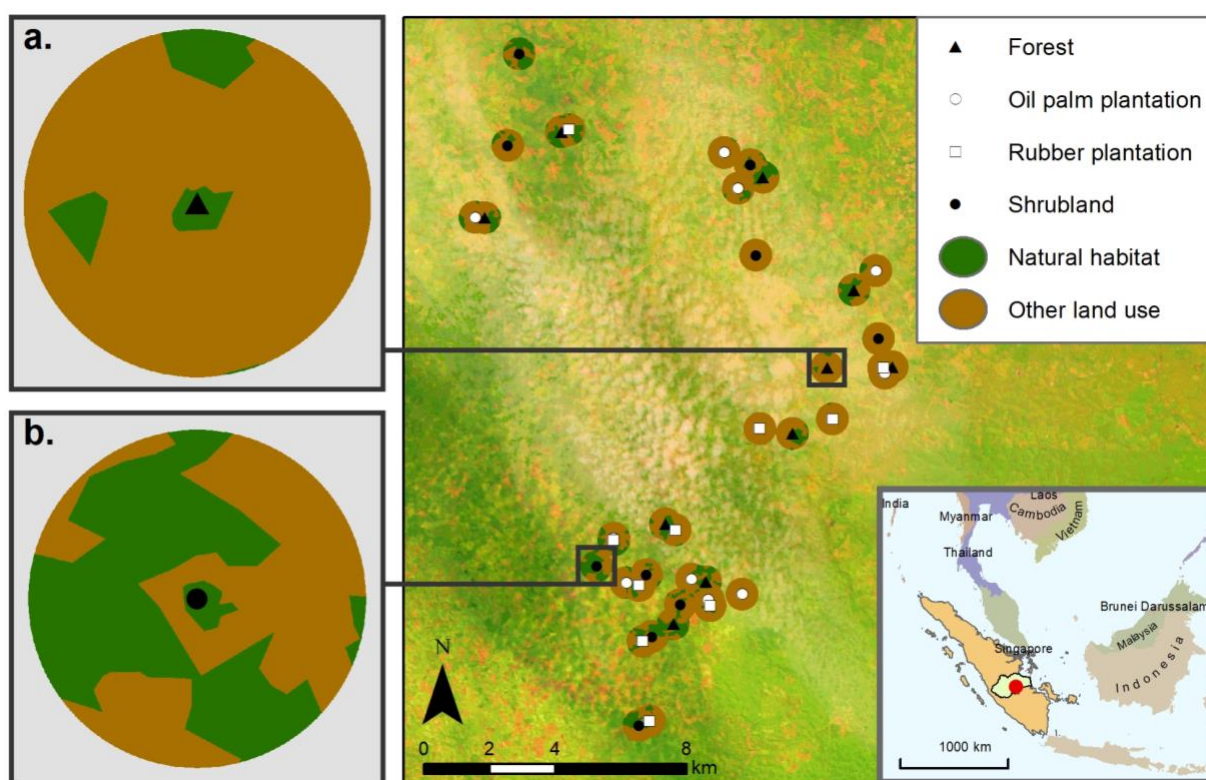 a.
b.
Forest
Oil palm plantation
Rubber plantation
Shrubland
Natural habitat
Other land use
N
0 2 4 8
km
India
Laos
Myanmar
Cambodia
Vietnam
Thailand
Brunei Darussalam
Malaysia
Singapore
Indonesia
1000 km